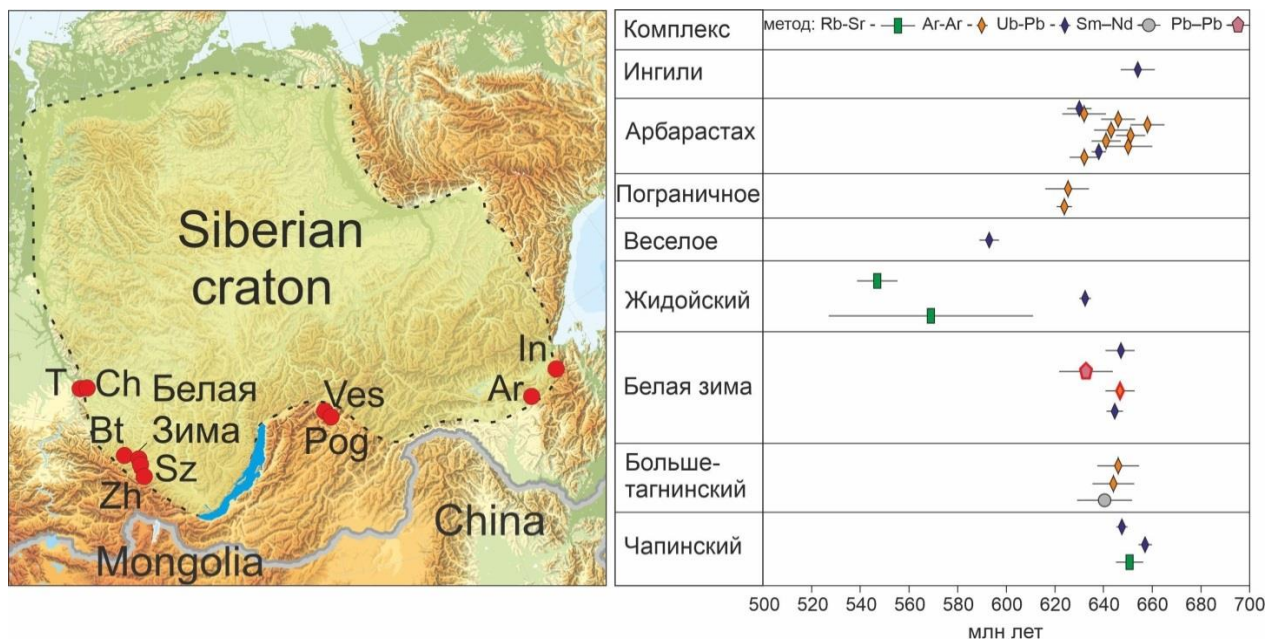 Siberian
craton
In
Ar
T
Ch
Белая
Зима
Ves
Pog
Bt
Sz
Zh
China
Mongolia
Комплекс
метод: Rb-Sr - Ar-Ar - Ub-Pb - Sm–Nd - Pb–Pb -
Ингили
Арбарастах
Пограничное
Веселое
Жидойский
Белая зима
Больше-
тагнинский
Чапинский
500 520 540 560 580 600 620 640 660 680 700
млн лет